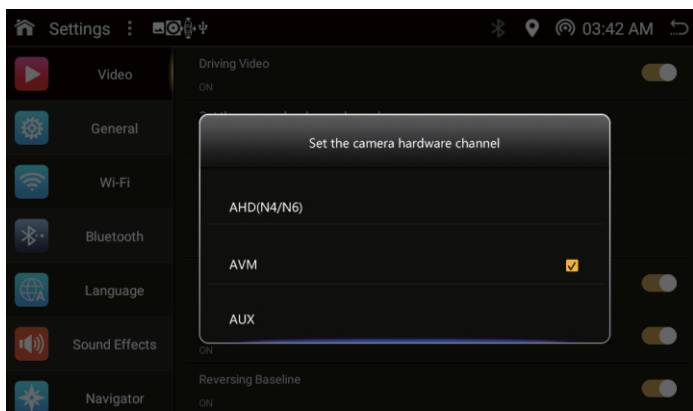 Settings
03:42 AM
Video
General
Wi-Fi
Bluetooth
Language
Sound Effects
Navigator
Driving Video
ON
Set the camera hardware channel
AHD(N4/N6)
AVM
AUX
ON
Reversing Baseline
ON